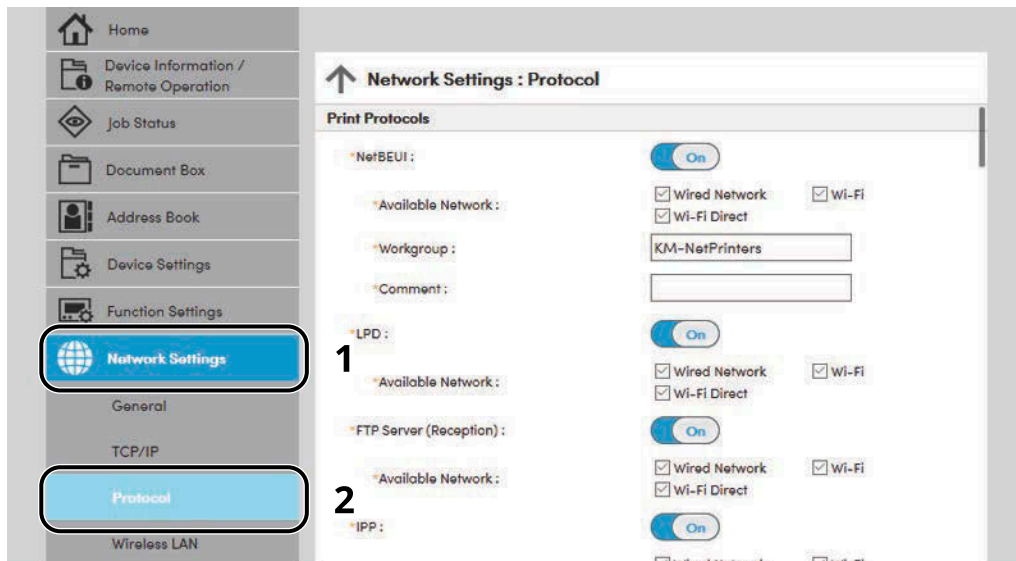 Home
Device Information /
Remote Operation
Job Status
Document Box
Address Book
Device Settings
Function Settings
Network Settings
1
General
TCP/IP
Protocol
2
Wireless LAN
Network Settings : Protocol
Print Protocols
*NetBEUI :
On
*Available Network :
Wired Network
Wi-Fi
Wi-Fi Direct
*Workgroup :
KM-NetPrinters
*Comment :
*LPD :
On
*Available Network :
Wired Network
Wi-Fi
Wi-Fi Direct
*FTP Server (Reception) :
On
*Available Network :
Wired Network
Wi-Fi
Wi-Fi Direct
*IPP :
On